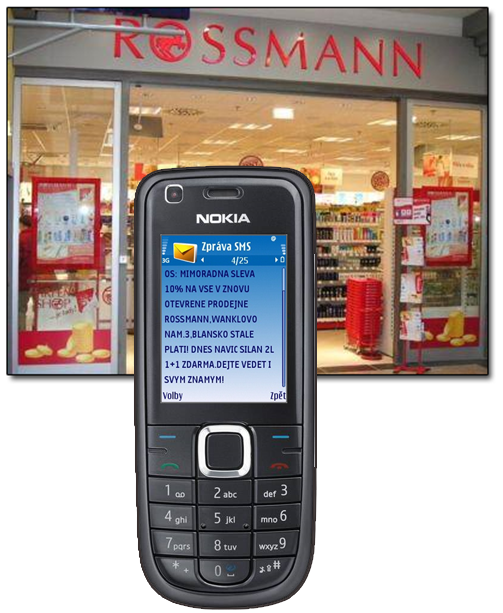 ROSSMANN
NOKIA
3G
Zpráva SMS
4/25
OS: MIMORADNA SLEVA
10% NA VSE V ZNOVU
OTEVRENE PRODEJNE
ROSSMANN,WANKLOVO
NAM.3,BLANSKO STALE
PLATI! DNES NAVIC SILAN 2L
1+1 ZDARMA.DEJTE VEDET I
SVYM ZNAMYM!
Volby Zpět
1 2 abc def 3
4 ghi 5 jkl mno 6
7 pqrs 8 tuv wxyz 9
* + 0 #